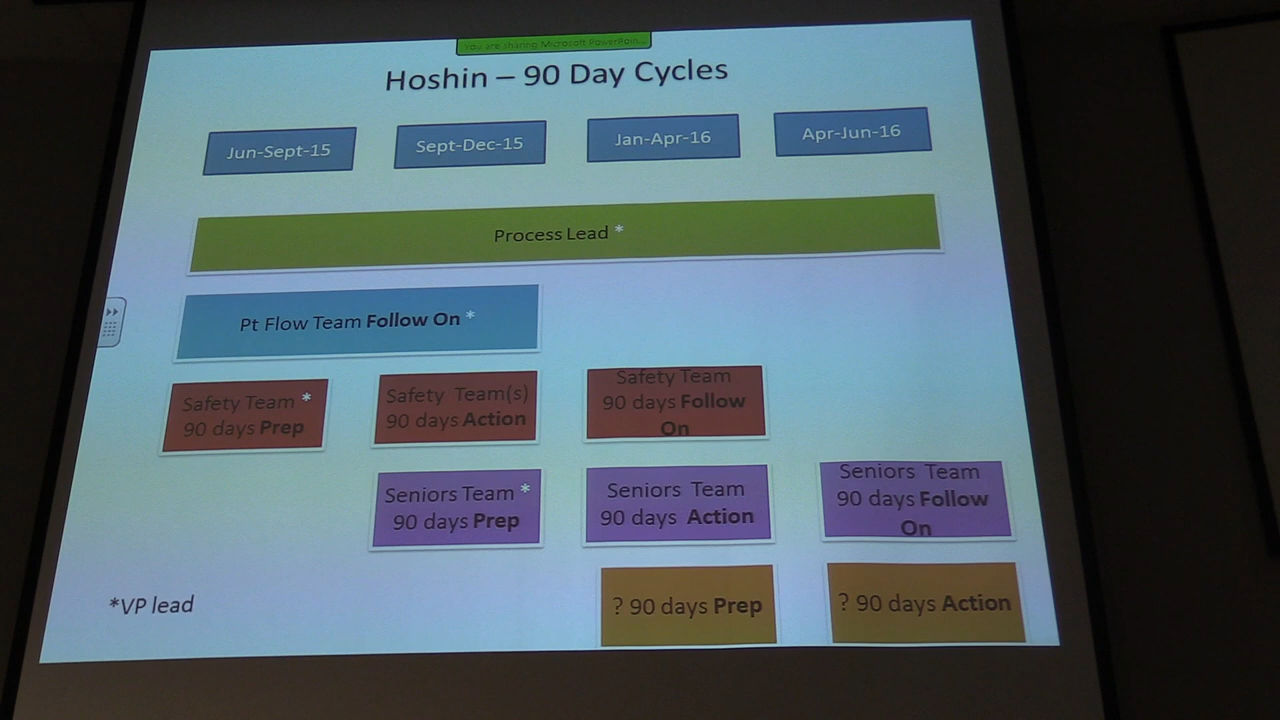 You are sharing Microsoft PowerPoin...
Hoshin – 90 Day Cycles
Jun-Sept-15
Sept-Dec-15
Jan-Apr-16
Apr-Jun-16
Process Lead *
Pt Flow Team Follow On *
Safety Team *
90 days Prep
Safety Team(s)
90 days Action
Safety Team
90 days Follow
On
Seniors Team *
90 days Prep
Seniors Team
90 days Action
Seniors Team
90 days Follow
On
? 90 days Prep
? 90 days Action
*VP lead